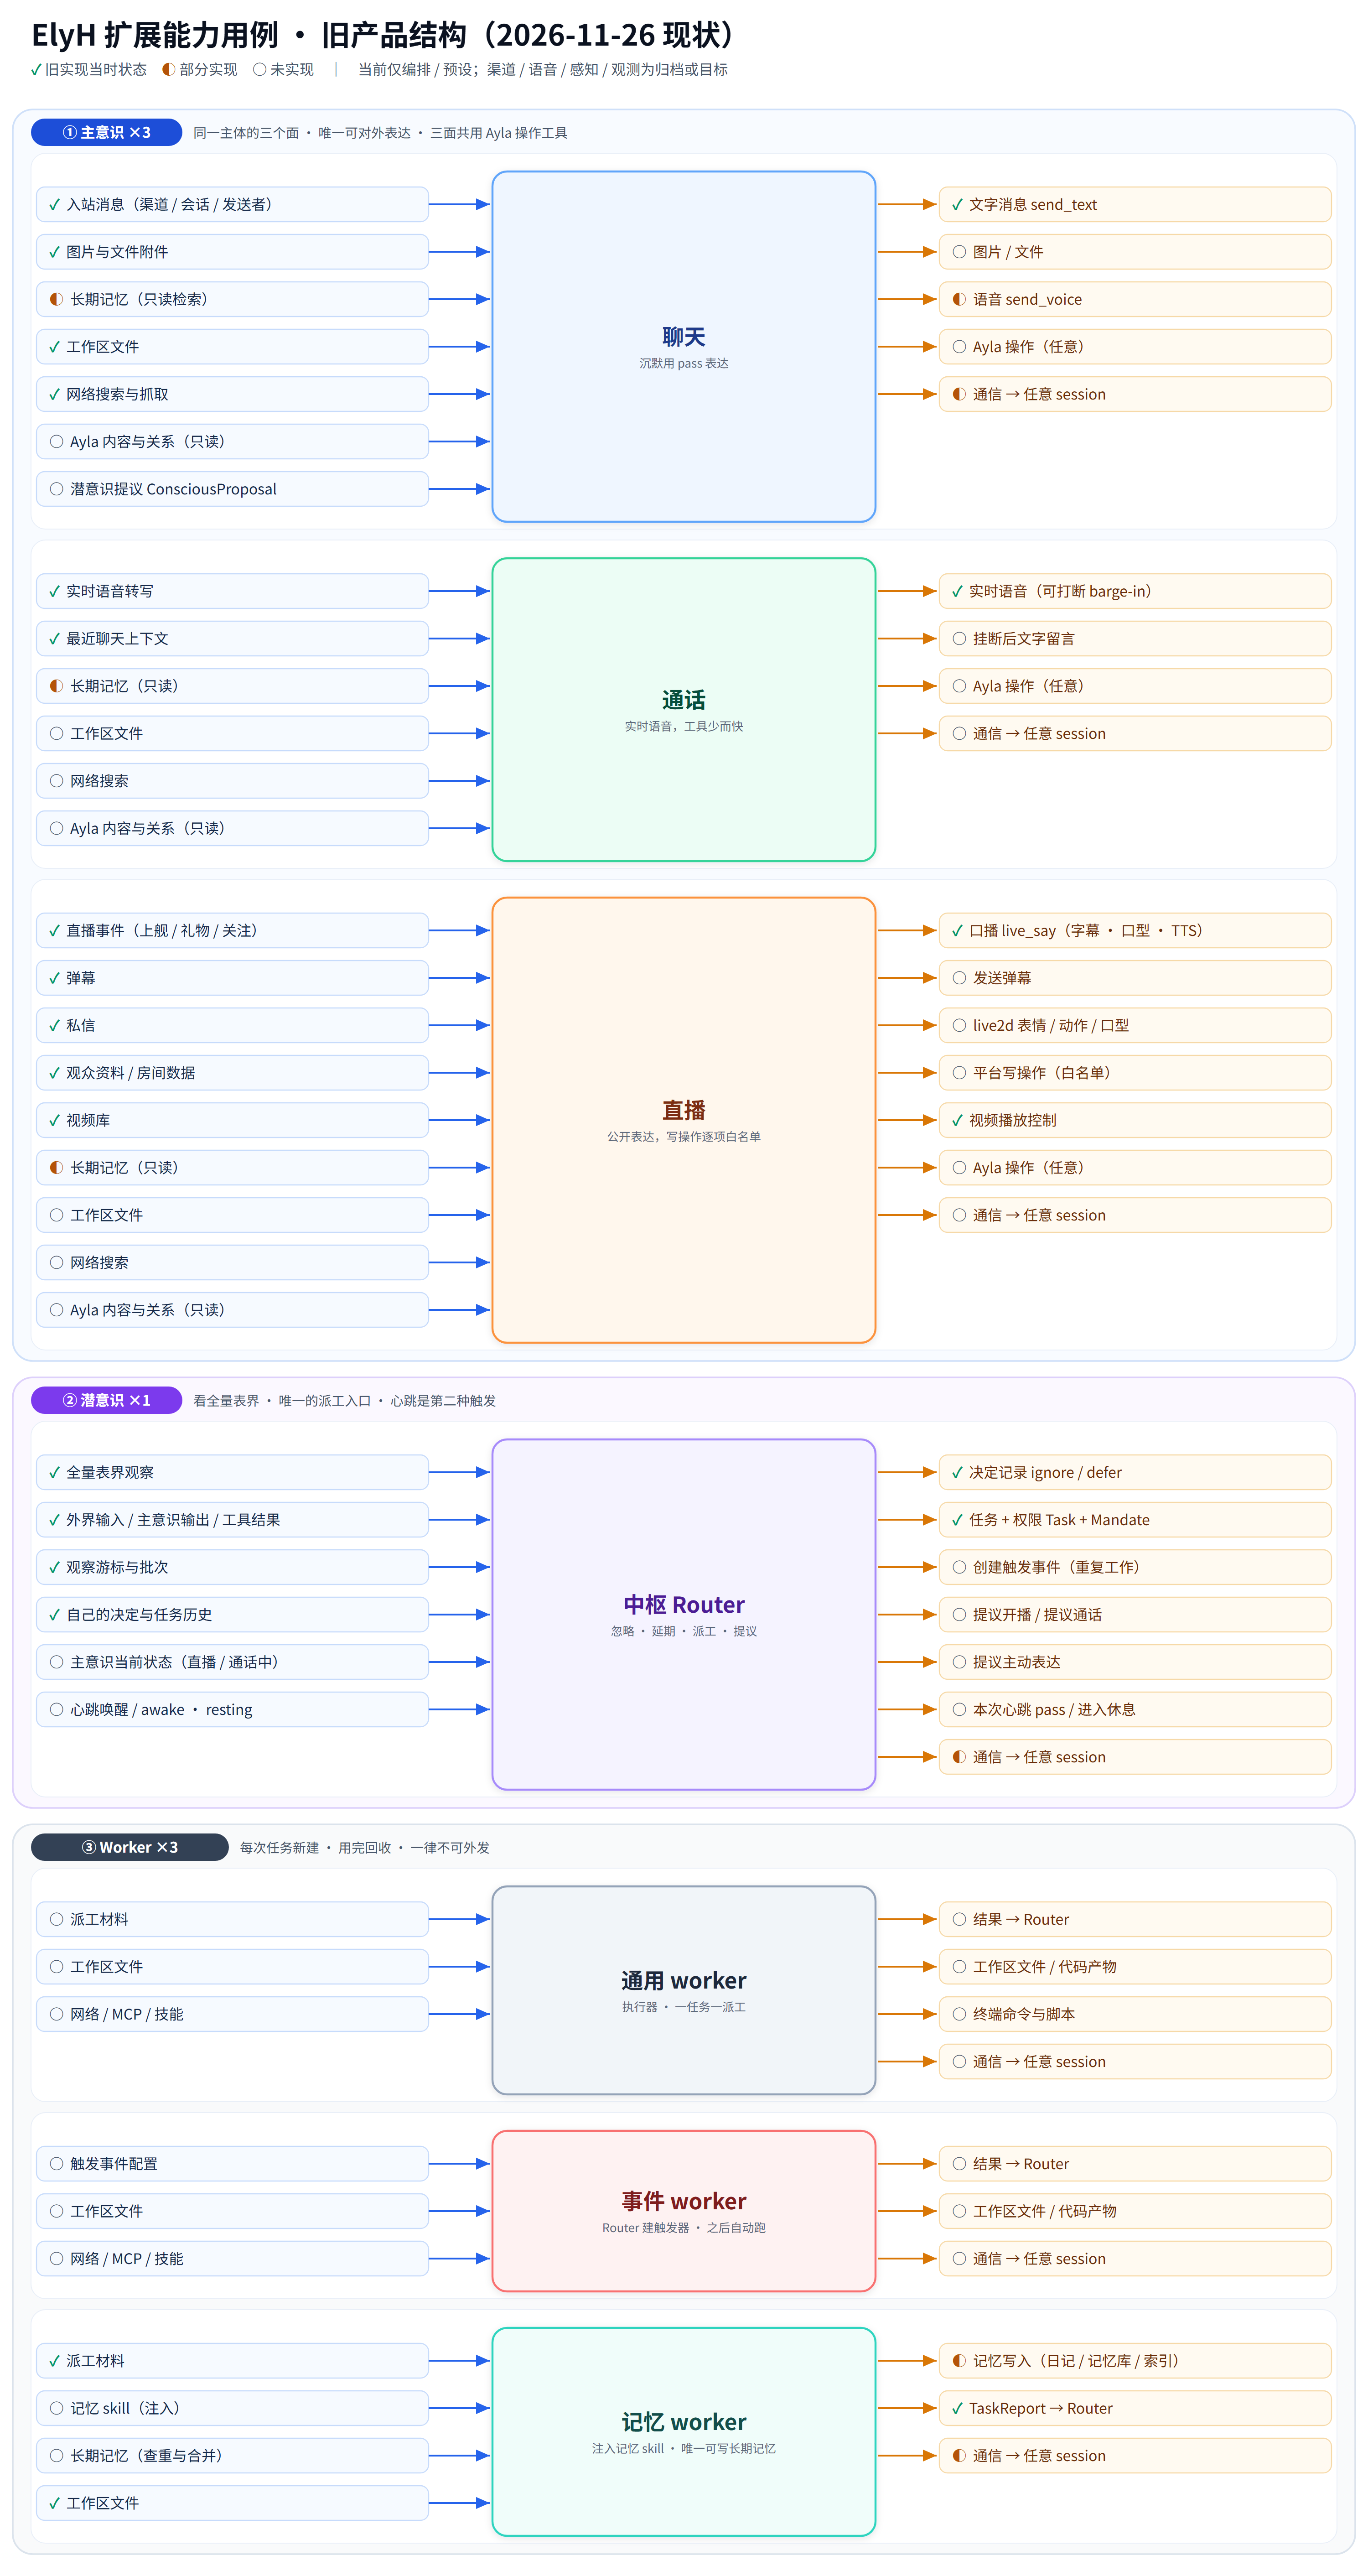 ElyH 扩展能力用例 · 旧产品结构（2026-11-26 现状）
✓ 旧实现当时状态 ◐ 部分实现 ○ 未实现 | 当前仅编排 / 预设；渠道 / 语音 / 感知 / 观测为归档或目标
① 主意识 ×3 同一主体的三个面 · 唯一可对外表达 · 三面共用 Ayla 操作工具
✓ 入站消息（渠道 / 会话 / 发送者）
✓ 图片与文件附件
◐ 长期记忆（只读检索）
✓ 工作区文件
✓ 网络搜索与抓取
○ Ayla 内容与关系（只读）
○ 潜意识提议 ConsciousProposal
聊天
沉默用 pass 表达
✓ 文字消息 send_text
○ 图片 / 文件
◐ 语音 send_voice
○ Ayla 操作（任意）
◐ 通信 → 任意 session
✓ 实时语音转写
✓ 最近聊天上下文
◐ 长期记忆（只读）
○ 工作区文件
○ 网络搜索
○ Ayla 内容与关系（只读）
通话
实时语音，工具少而快
✓ 实时语音（可打断 barge-in）
○ 挂断后文字留言
○ Ayla 操作（任意）
○ 通信 → 任意 session
✓ 直播事件（上舰 / 礼物 / 关注）
✓ 弹幕
✓ 私信
✓ 观众资料 / 房间数据
✓ 视频库
◐ 长期记忆（只读）
○ 工作区文件
○ 网络搜索
○ Ayla 内容与关系（只读）
直播
公开表达，写操作逐项白名单
✓ 口播 live_say（字幕 · 口型 · TTS）
○ 发送弹幕
○ live2d 表情 / 动作 / 口型
○ 平台写操作（白名单）
✓ 视频播放控制
○ Ayla 操作（任意）
○ 通信 → 任意 session
② 潜意识 ×1 看全量表界 · 唯一的派工入口 · 心跳是第二种触发
✓ 全量表界观察
✓ 外界输入 / 主意识输出 / 工具结果
✓ 观察游标与批次
✓ 自己的决定与任务历史
○ 主意识当前状态（直播 / 通话中）
○ 心跳唤醒 / awake · resting
中枢 Router
忽略 · 延期 · 派工 · 提议
✓ 决定记录 ignore / defer
✓ 任务 + 权限 Task + Mandate
○ 创建触发事件（重复工作）
○ 提议开播 / 提议通话
○ 提议主动表达
○ 本次心跳 pass / 进入休息
◐ 通信 → 任意 session
③ Worker ×3 每次任务新建 · 用完回收 · 一律不可外发
○ 派工材料
○ 工作区文件
○ 网络 / MCP / 技能
通用 worker
执行器 · 一任务一派工
○ 结果 → Router
○ 工作区文件 / 代码产物
○ 终端命令与脚本
○ 通信 → 任意 session
○ 触发事件配置
○ 工作区文件
○ 网络 / MCP / 技能
事件 worker
Router 建触发器 · 之后自动跑
○ 结果 → Router
○ 工作区文件 / 代码产物
○ 通信 → 任意 session
✓ 派工材料
○ 记忆 skill（注入）
○ 长期记忆（查重与合并）
✓ 工作区文件
记忆 worker
注入记忆 skill · 唯一可写长期记忆
◐ 记忆写入（日记 / 记忆库 / 索引）
✓ TaskReport → Router
◐ 通信 → 任意 session